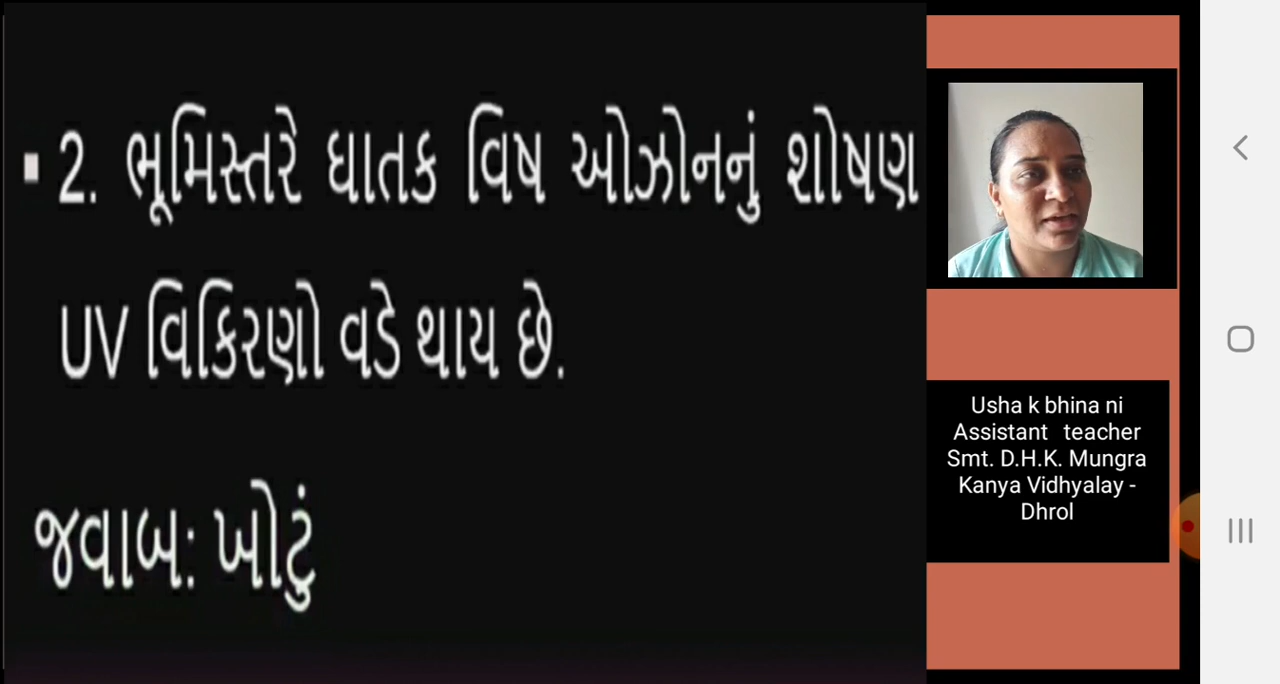 ▪ 2. ભૂમિસ્તરે ઘાતક વિષ ઓઝોનનું શોષણ
UV વિકિરણો વડે થાય છે.
જવાબ: ખોટું
Usha k bhina ni
Assistant teacher
Smt. D.H.K. Mungra
Kanya Vidhyalay -
Dhrol